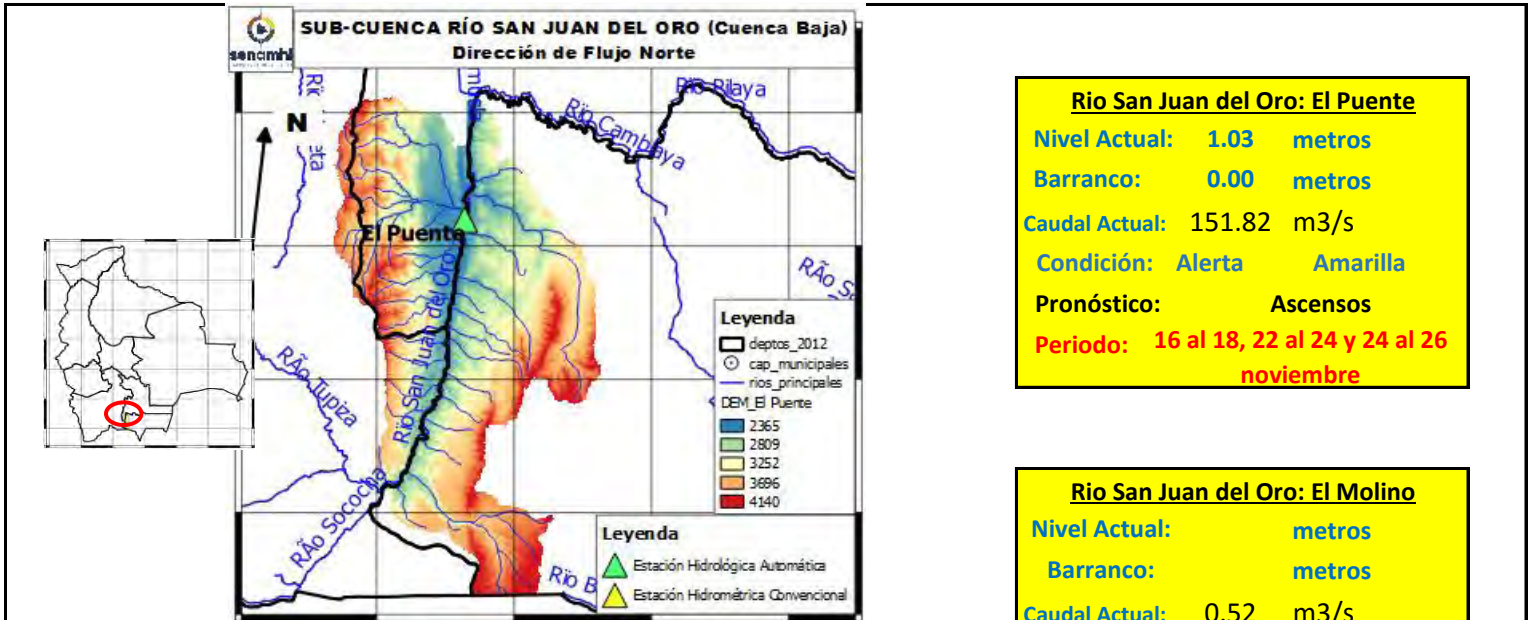 senamhi
SUB-CUENCA RÍO SAN JUAN DEL ORO (Cuenca Baja)
Dirección de Flujo Norte
Río Pilaya
Río Camblaya
N
El Puente
RÃo S
Río San Juan del Oro
RÃo Tupiza
RÃo Sococha
Río B
Leyenda
deptos_2012
cap_municipales
rios_principales
DEM_El Puente
2365
2809
3252
3696
4140
Leyenda
Estación Hidrológica Automática
Estación Hidrométrica Convencional
Rio San Juan del Oro: El Puente
Nivel Actual: 1.03 metros
Barranco: 0.00 metros
Caudal Actual: 151.82 m3/s
Condición: Alerta Amarilla
Pronóstico: Ascensos
Periodo: 16 al 18, 22 al 24 y 24 al 26
noviembre
Rio San Juan del Oro: El Molino
Nivel Actual: metros
Barranco: metros
Caudal Actual: 0.52 m3/s